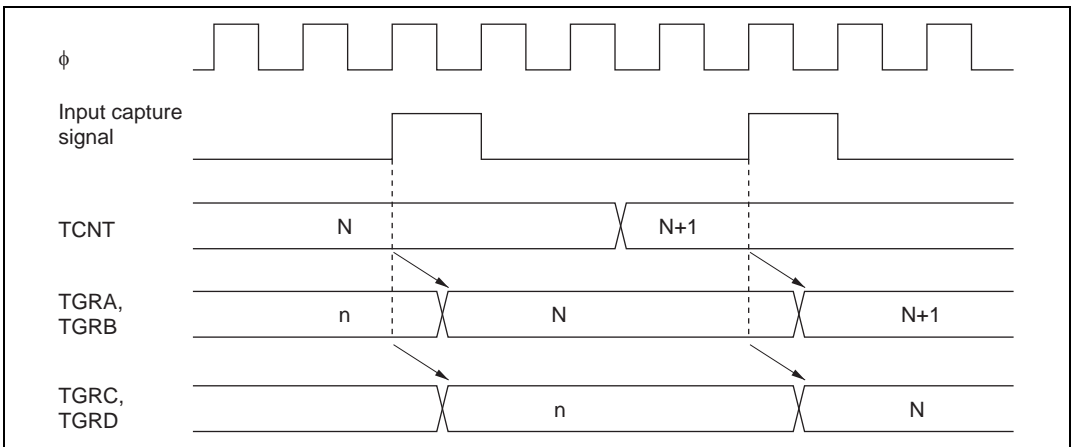 ϕ
Input capture
signal
TCNT
N
N+1
TGRA,
TGRB
n
N
N+1
TGRC,
TGRD
n
N